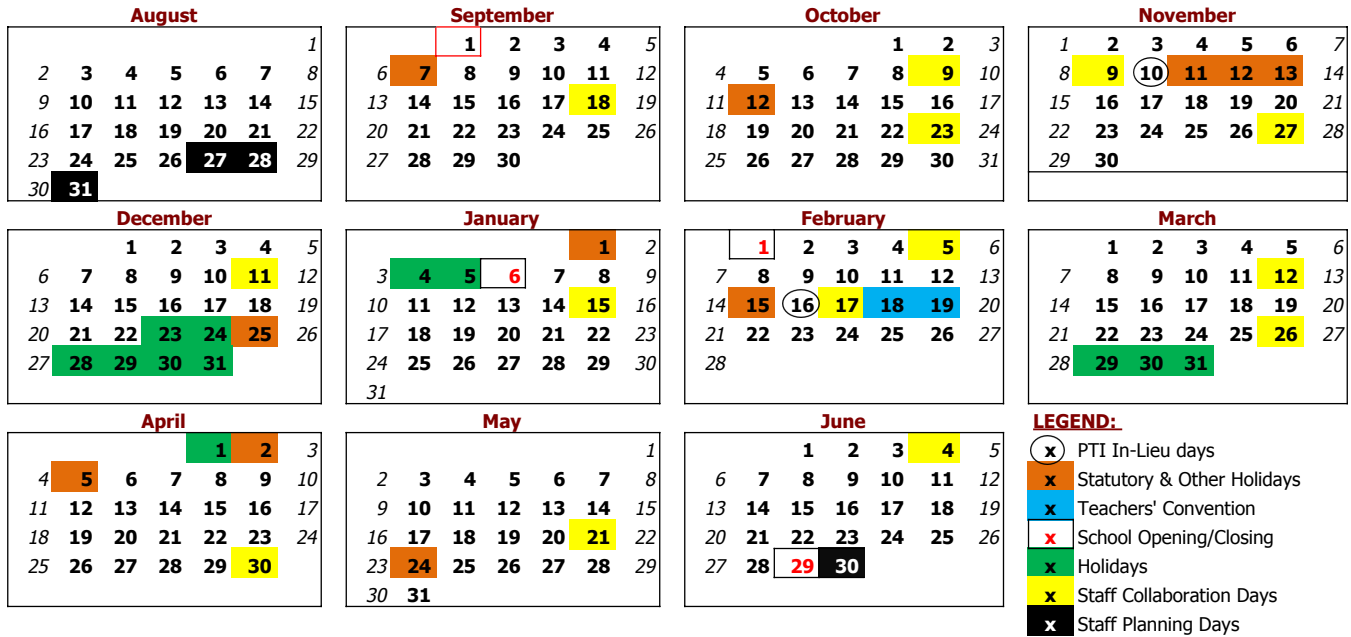 August September October November
1 1 2 3 4 5 1 2 3 1 2 3 4 5 6 7
2 3 4 5 6 7 8 6 7 8 9 10 11 12 4 5 6 7 8 9 10 8 9 10 11 12 13 14
9 10 11 12 13 14 15 13 14 15 16 17 18 19 11 12 13 14 15 16 17 15 16 17 18 19 20 21
16 17 18 19 20 21 22 20 21 22 23 24 25 26 18 19 20 21 22 23 24 22 23 24 25 26 27 28
23 24 25 26 27 28 29 27 28 29 30 25 26 27 28 29 30 31 29 30
30 31
December January February March
1 2 3 4 5 1 2 1 2 3 4 5 6 1 2 3 4 5 6
6 7 8 9 10 11 12 3 4 5 6 7 8 9 7 8 9 10 11 12 13 7 8 9 10 11 12 13
13 14 15 16 17 18 19 10 11 12 13 14 15 16 14 15 16 17 18 19 20 14 15 16 17 18 19 20
20 21 22 23 24 25 26 17 18 19 20 21 22 23 21 22 23 24 25 26 27 21 22 23 24 25 26 27
27 28 29 30 31 24 25 26 27 28 29 30 28 28 29 30 31
31
April May June LEGEND:
1 2 3 1 1 2 3 4 5 x PTI In-Lieu days
4 5 6 7 8 9 10 2 3 4 5 6 7 8 6 7 8 9 10 11 12 x Statutory & Other Holidays
11 12 13 14 15 16 17 9 10 11 12 13 14 15 13 14 15 16 17 18 19 x Teachers' Convention
18 19 20 21 22 23 24 16 17 18 19 20 21 22 20 21 22 23 24 25 26 x School Opening/Closing
25 26 27 28 29 30 23 24 25 26 27 28 29 27 28 29 30 x Holidays
30 31 x Staff Collaboration Days
x Staff Planning Days